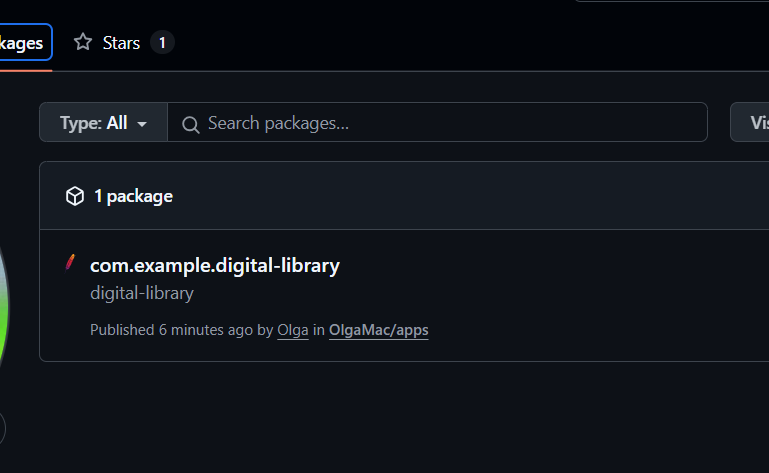 kages Stars 1
Type: All Search packages... Vis
1 package
com.example.digital-library
digital-library
Published 6 minutes ago by Olga in OlgaMac/apps